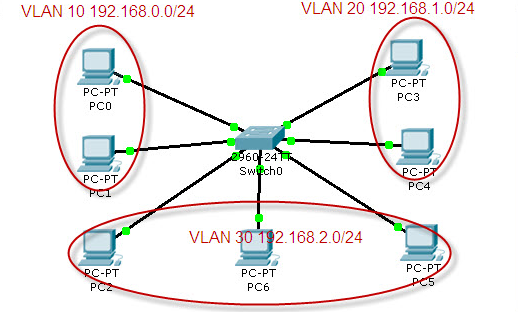 VLAN 10 192.168.0.0/24
VLAN 20 192.168.1.0/24
PC-PT
PC0
PC-PT
PC3
PC-PT
PC1
2960-24TT
Switch0
PC-PT
PC4
VLAN 30 192.168.2.0/24
PC-PT
PC2
PC-PT
PC6
PC-PT
PC5